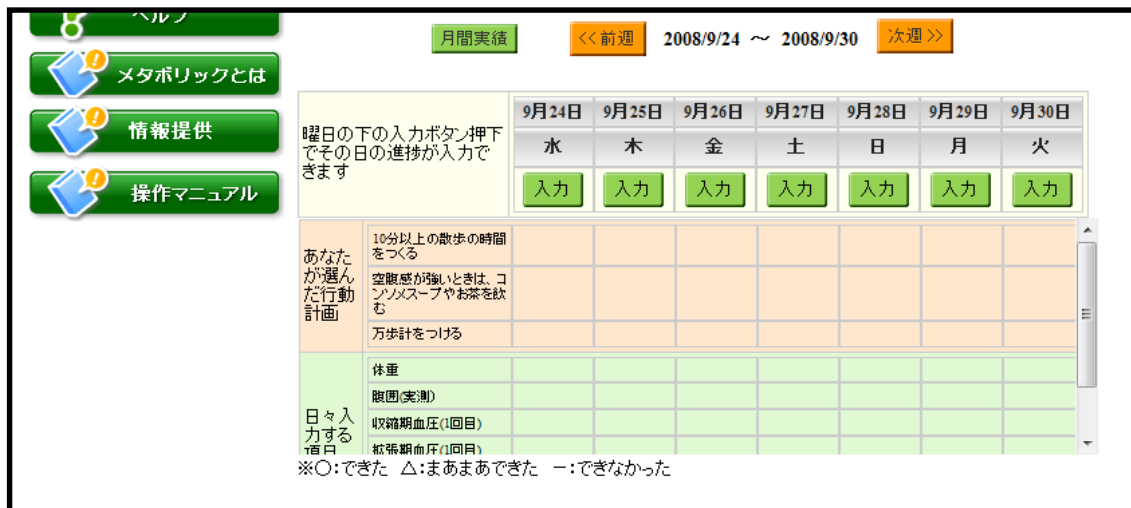 ヘルプ
メタボリックとは
情報提供
操作マニュアル
月間実績
<<前週
2008/9/24 ～ 2008/9/30
次週>>
曜日の下の入力ボタン押下
でその日の進捗が入力で
きます
9月24日 9月25日 9月26日 9月27日 9月28日 9月29日 9月30日
水 木 金 土 日 月 火
入力 入力 入力 入力 入力 入力 入力
あなた
が選ん
だ行動
計画
10分以上の散歩の時間
をつくる
空腹感が強いときは、コ
ンソメスープやお茶を飲
む
万歩計をつける
日々入
力する
項目
体重
腹囲(実測)
収縮期血圧(1回目)
拡張期血圧(1回目)
※○:できた △:まあまあできた －:できなかった